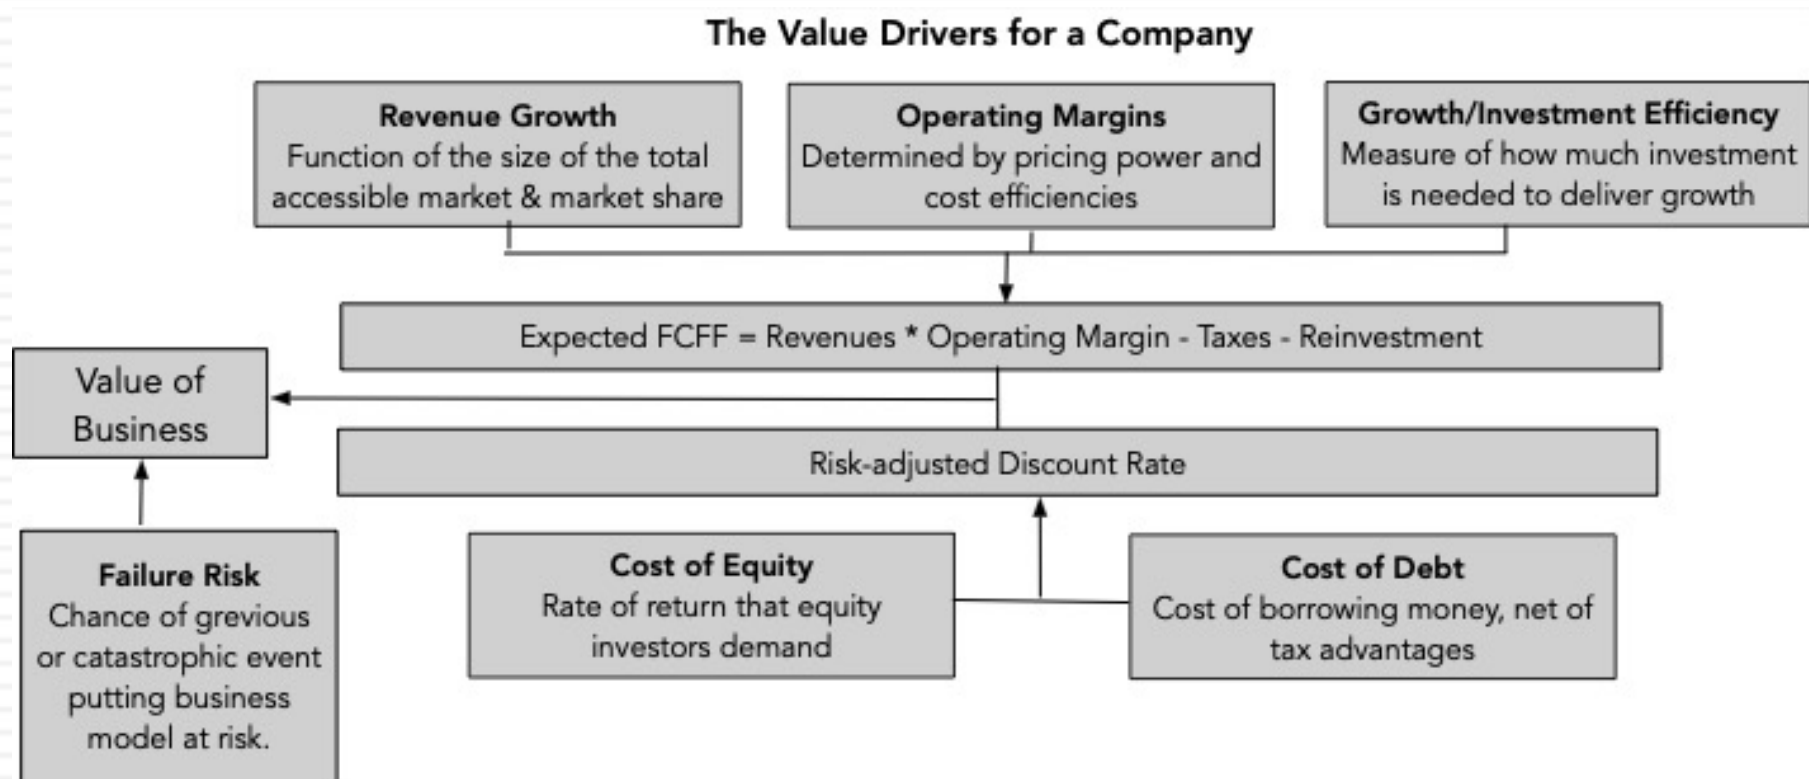 The Value Drivers for a Company
Revenue Growth
Function of the size of the total
accessible market & market share
Operating Margins
Determined by pricing power and
cost efficiencies
Growth/Investment Efficiency
Measure of how much investment
is needed to deliver growth
Expected FCFF = Revenues * Operating Margin - Taxes - Reinvestment
Value of
Business
Risk-adjusted Discount Rate
Failure Risk
Chance of grevious
or catastrophic event
putting business
model at risk.
Cost of Equity
Rate of return that equity
investors demand
Cost of Debt
Cost of borrowing money, net of
tax advantages